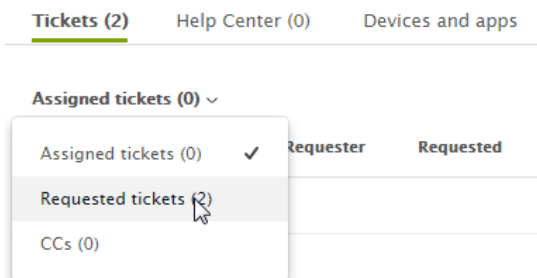 Tickets (2) Help Center (0) Devices and apps
Assigned tickets (0)
Assigned tickets (0) Requester Requested
Requested tickets (2)
CCs (0)